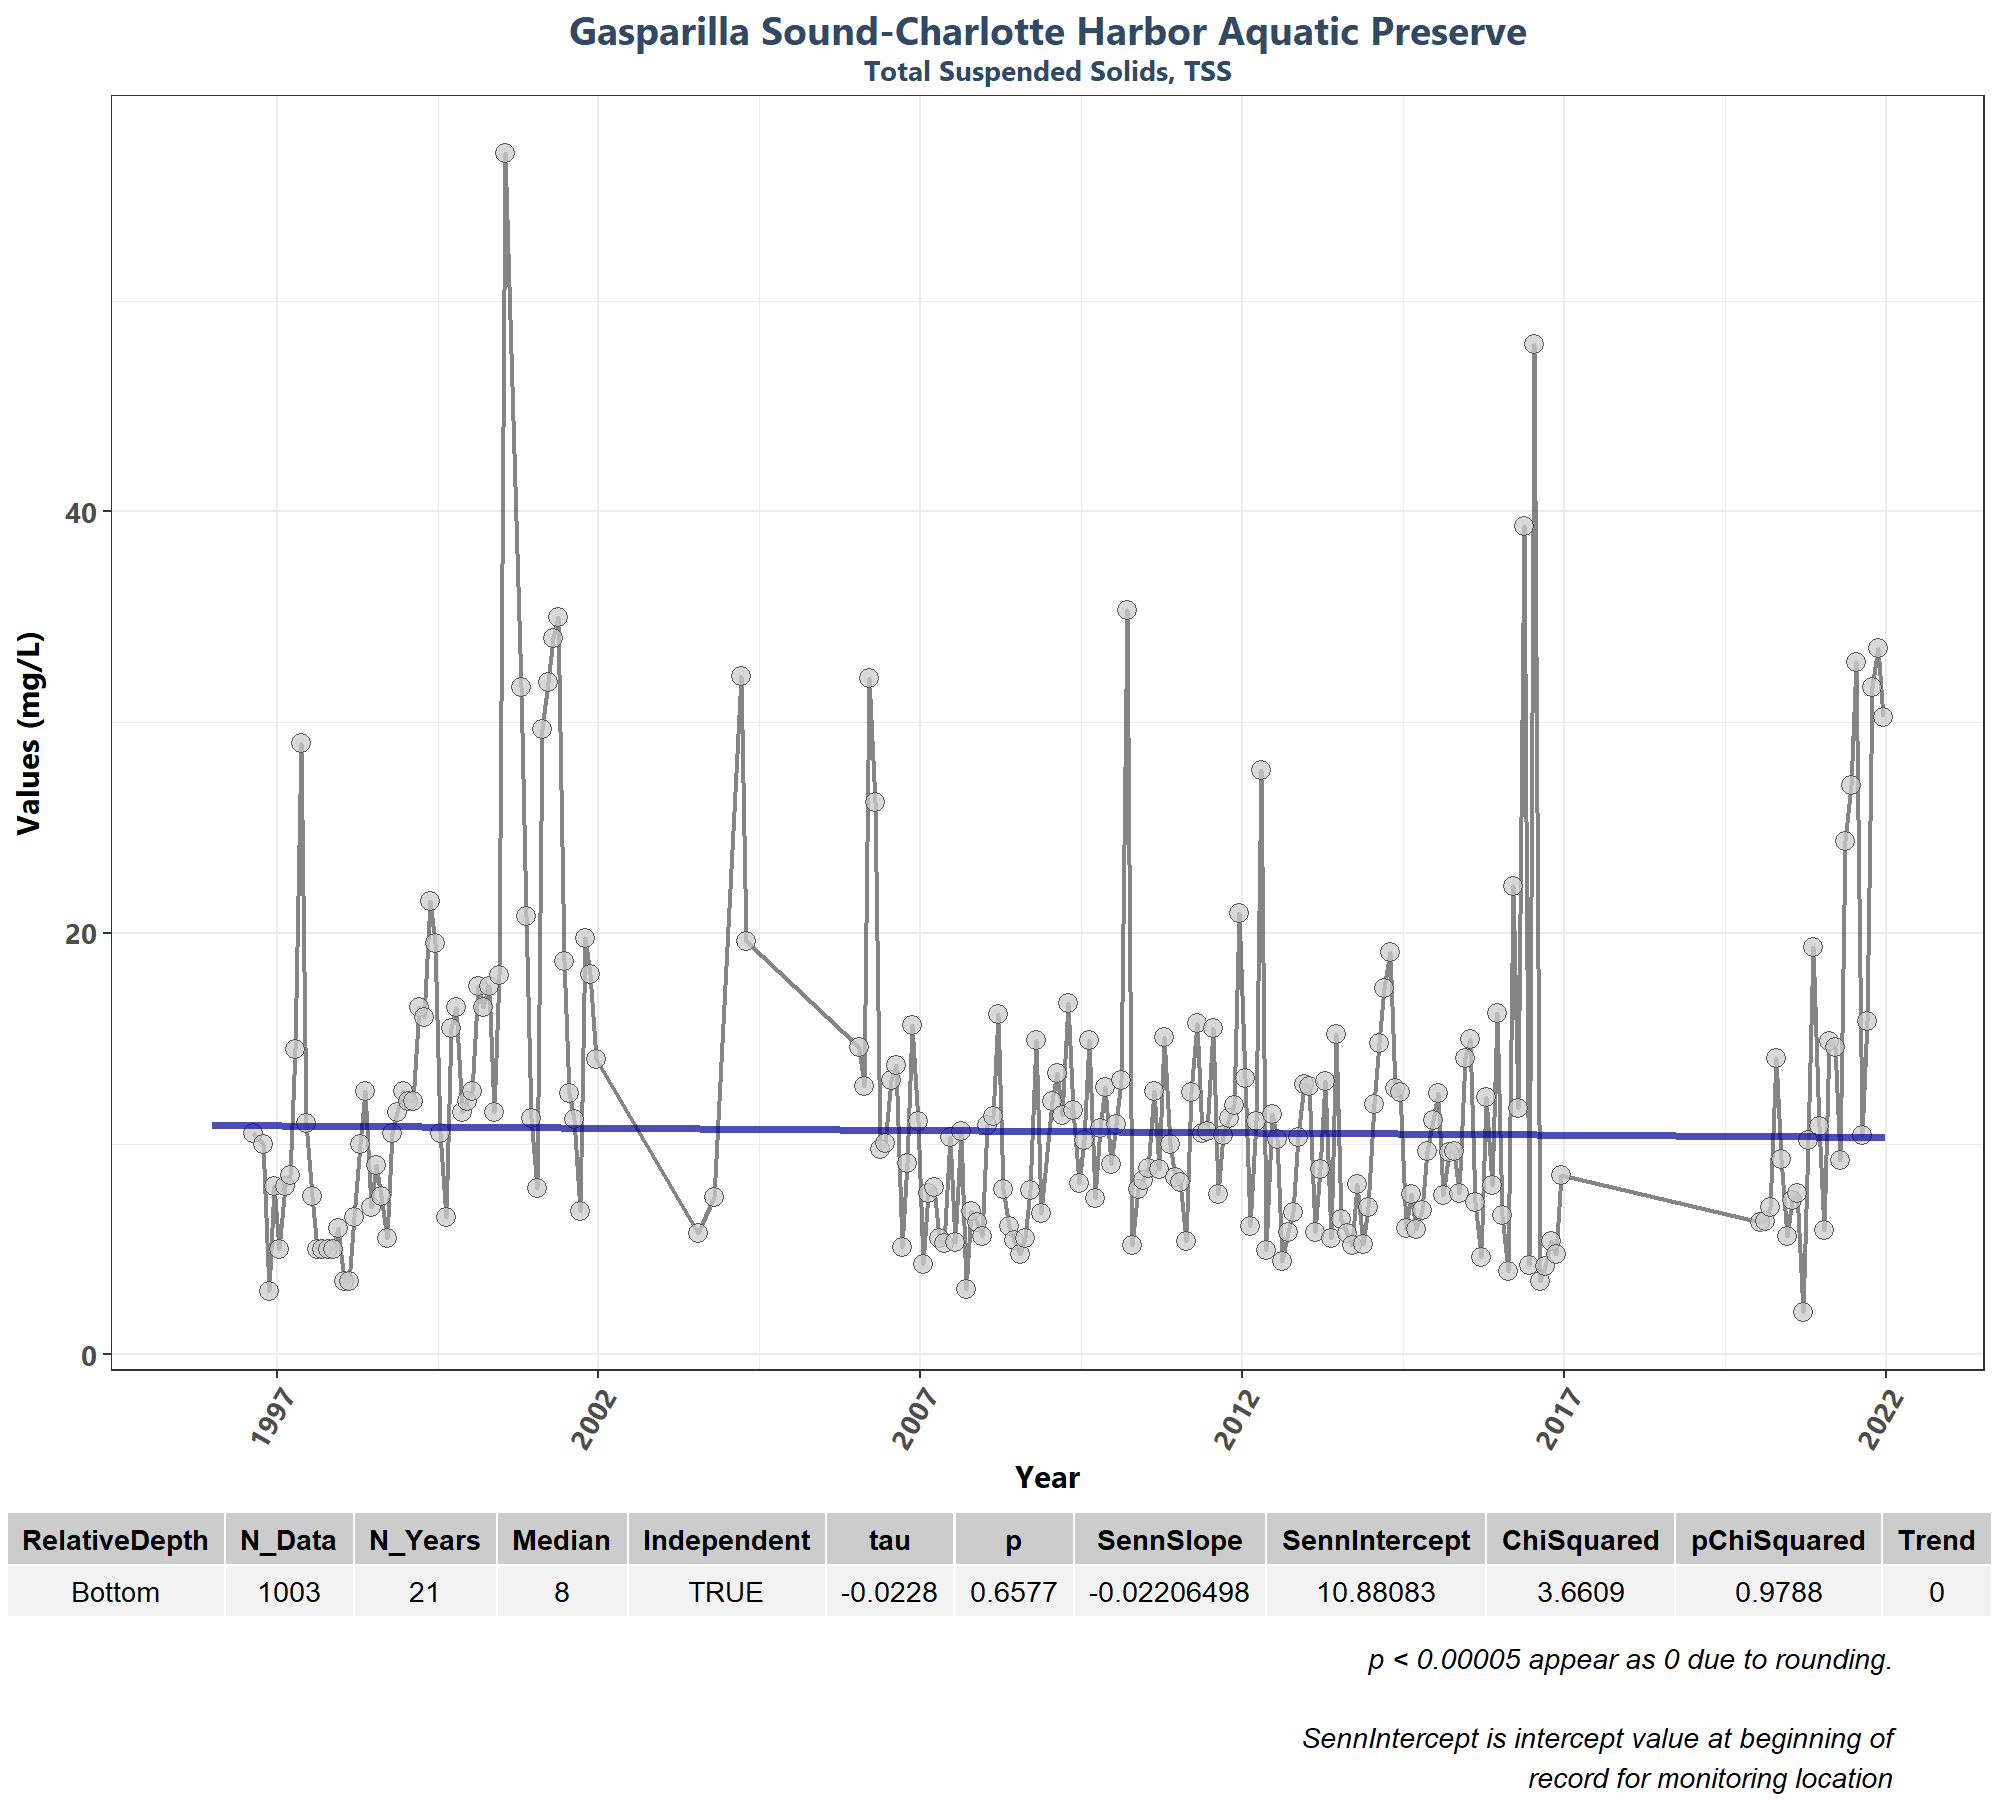 Gasparilla Sound-Charlotte Harbor Aquatic Preserve
Total Suspended Solids, TSS
Values (mg/L)
40
20
0
1997
2002
2007
2012
2017
2022
Year
RelativeDepth N_Data N_Years Median Independent tau p SennSlope SennIntercept ChiSquared pChiSquared Trend
Bottom 1003 21 8 TRUE -0.0228 0.6577 -0.02206498 10.88083 3.6609 0.9788 0
p < 0.00005 appear as 0 due to rounding.
SennIntercept is intercept value at beginning of
record for monitoring location